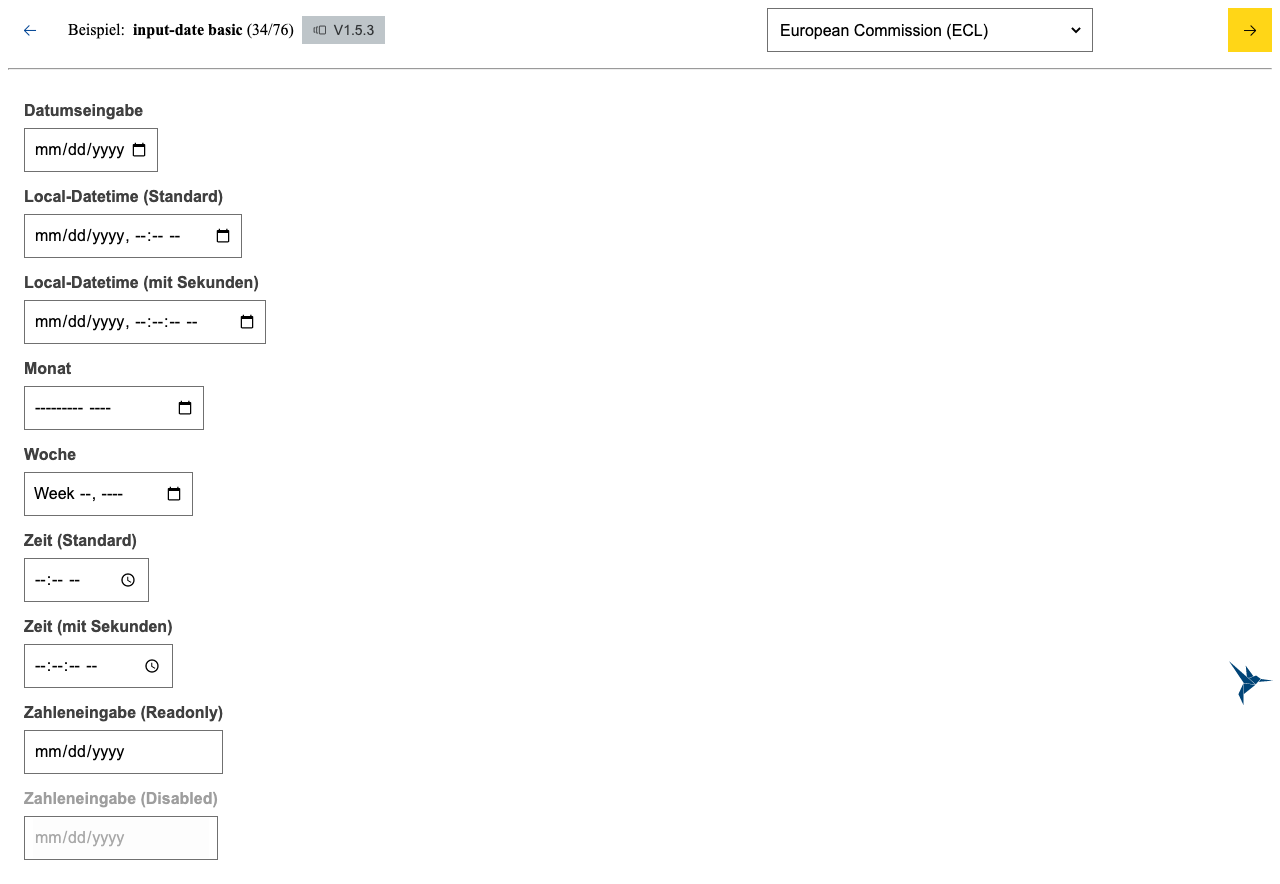 Beispiel: input-date basic (34/76) V1.5.3 European Commission (ECL)
Datumseingabe
mm/dd/yyyy
Local-Datetime (Standard)
mm/dd/yyyy, --:-- --
Local-Datetime (mit Sekunden)
mm/dd/yyyy, --:--:-- --
Monat
--------- ----
Woche
Week --, ----
Zeit (Standard)
--:-- --
Zeit (mit Sekunden)
--:--:-- --
Zahleneingabe (Readonly)
mm/dd/yyyy
Zahleneingabe (Disabled)
mm/dd/yyyy